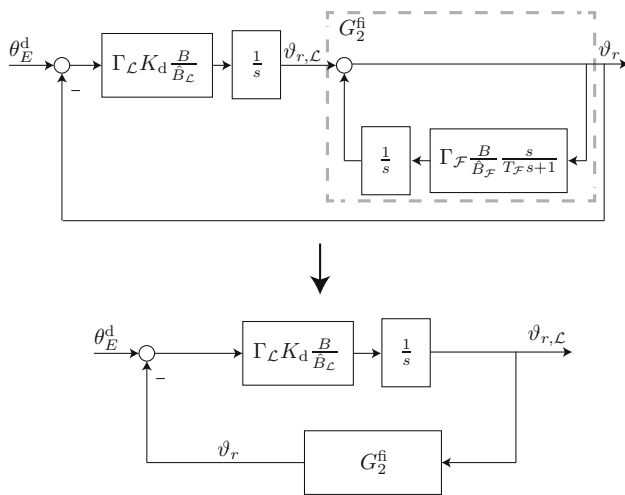 G_2^{fi}
θ_E^d
−
Γ_ℒ K_d B/B̂_ℒ
1/s
ϑ_{r,ℒ}
ϑ_r
1/s
Γ_ℱ B/B̂_ℱ s/(T_ℱ s+1)
θ_E^d
−
Γ_ℒ K_d B/B̂_ℒ
1/s
ϑ_{r,ℒ}
ϑ_r
G_2^{fi}